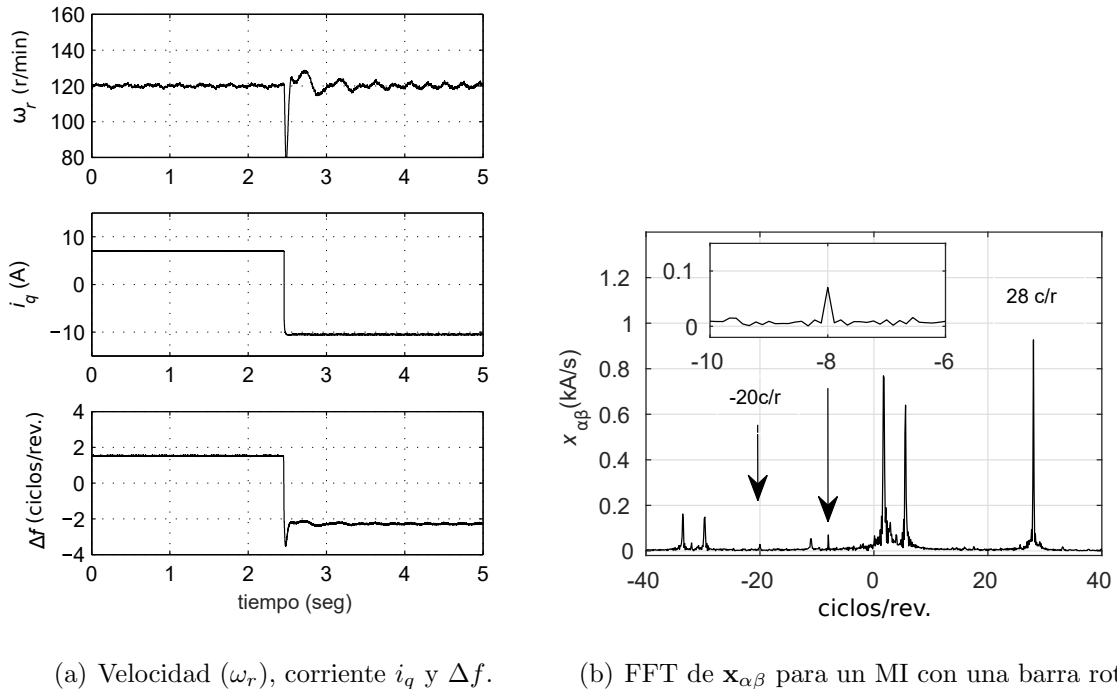 160
140
120
100
80
ω_r (r/min)
0 1 2 3 4 5
10
0
−10
i_q (A)
0 1 2 3 4 5
4
2
0
−2
−4
Δf (ciclos/rev.)
0 1 2 3 4 5
tiempo (seg)
(a) Velocidad (ω_r), corriente i_q y Δf.
1.2
1
0.8
0.6
0.4
0.2
0
x_αβ (kA/s)
0.1
0
-10 -8 -6
28 c/r
-20c/r
-40 -20 0 20 40
ciclos/rev.
(b) FFT de x_αβ para un MI con una barra